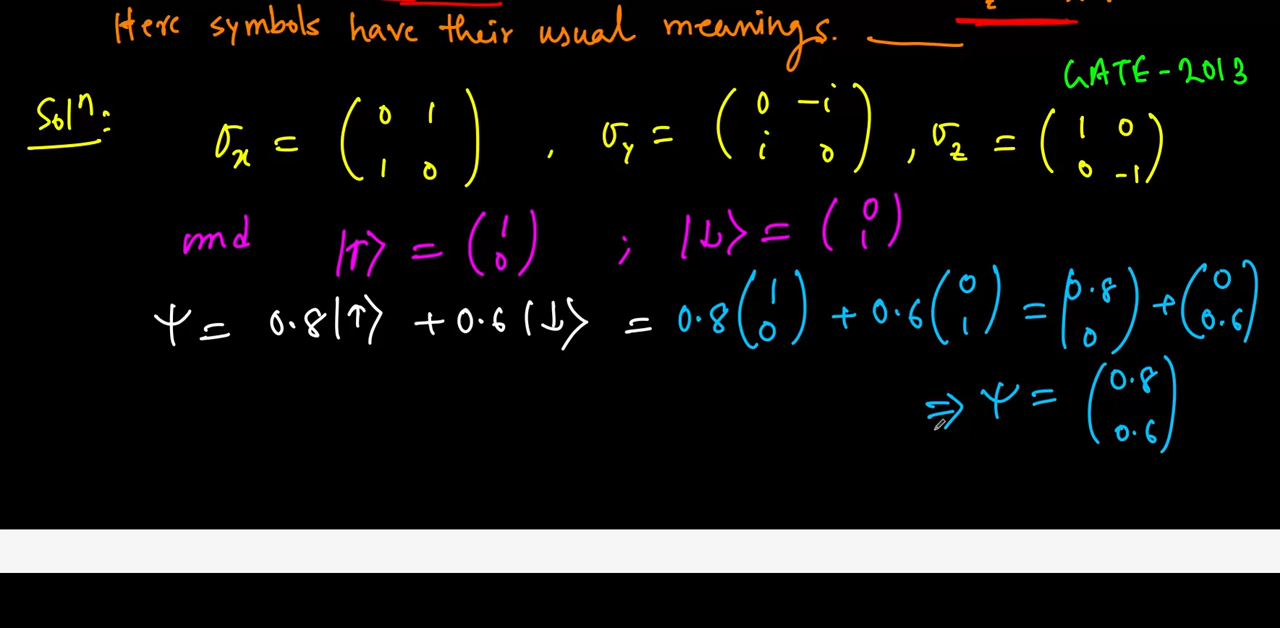 Here symbols have their usual meanings. ____
GATE-2013
Solⁿ: σx = (0 1; 1 0) , σy = (0 -i; i 0) , σz = (1 0; 0 -1)
and |↑⟩ = (1; 0) ; |↓⟩ = (0; 1)
Ψ = 0.8|↑⟩ + 0.6|↓⟩ = 0.8(1; 0) + 0.6(0; 1) = (0.8; 0) + (0; 0.6)
⇒ Ψ = (0.8; 0.6)